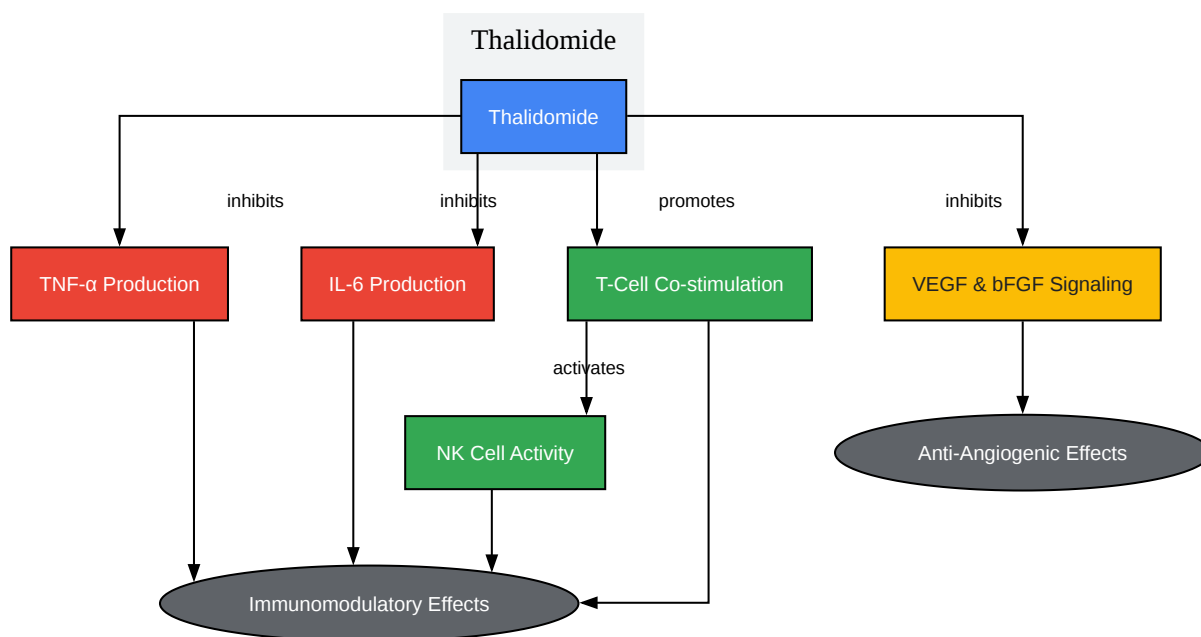 Thalidomide
Thalidomide
inhibits
inhibits
promotes
inhibits
TNF-α Production
IL-6 Production
T-Cell Co-stimulation
VEGF & bFGF Signaling
activates
NK Cell Activity
Anti-Angiogenic Effects
Immunomodulatory Effects